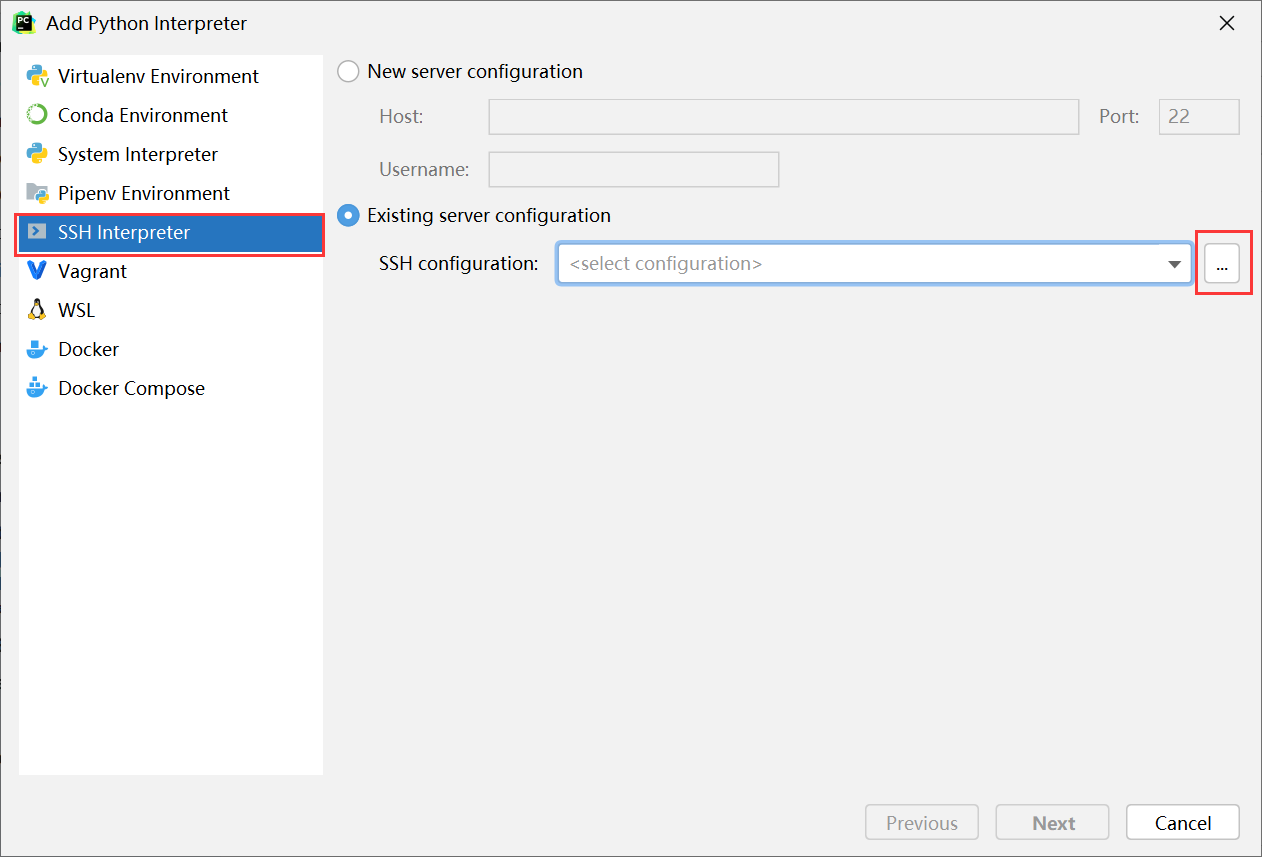 Add Python Interpreter
Virtualenv Environment
Conda Environment
System Interpreter
Pipenv Environment
SSH Interpreter
Vagrant
WSL
Docker
Docker Compose
New server configuration
Host:
Port: 22
Username:
Existing server configuration
SSH configuration: <select configuration> ...
Previous Next Cancel